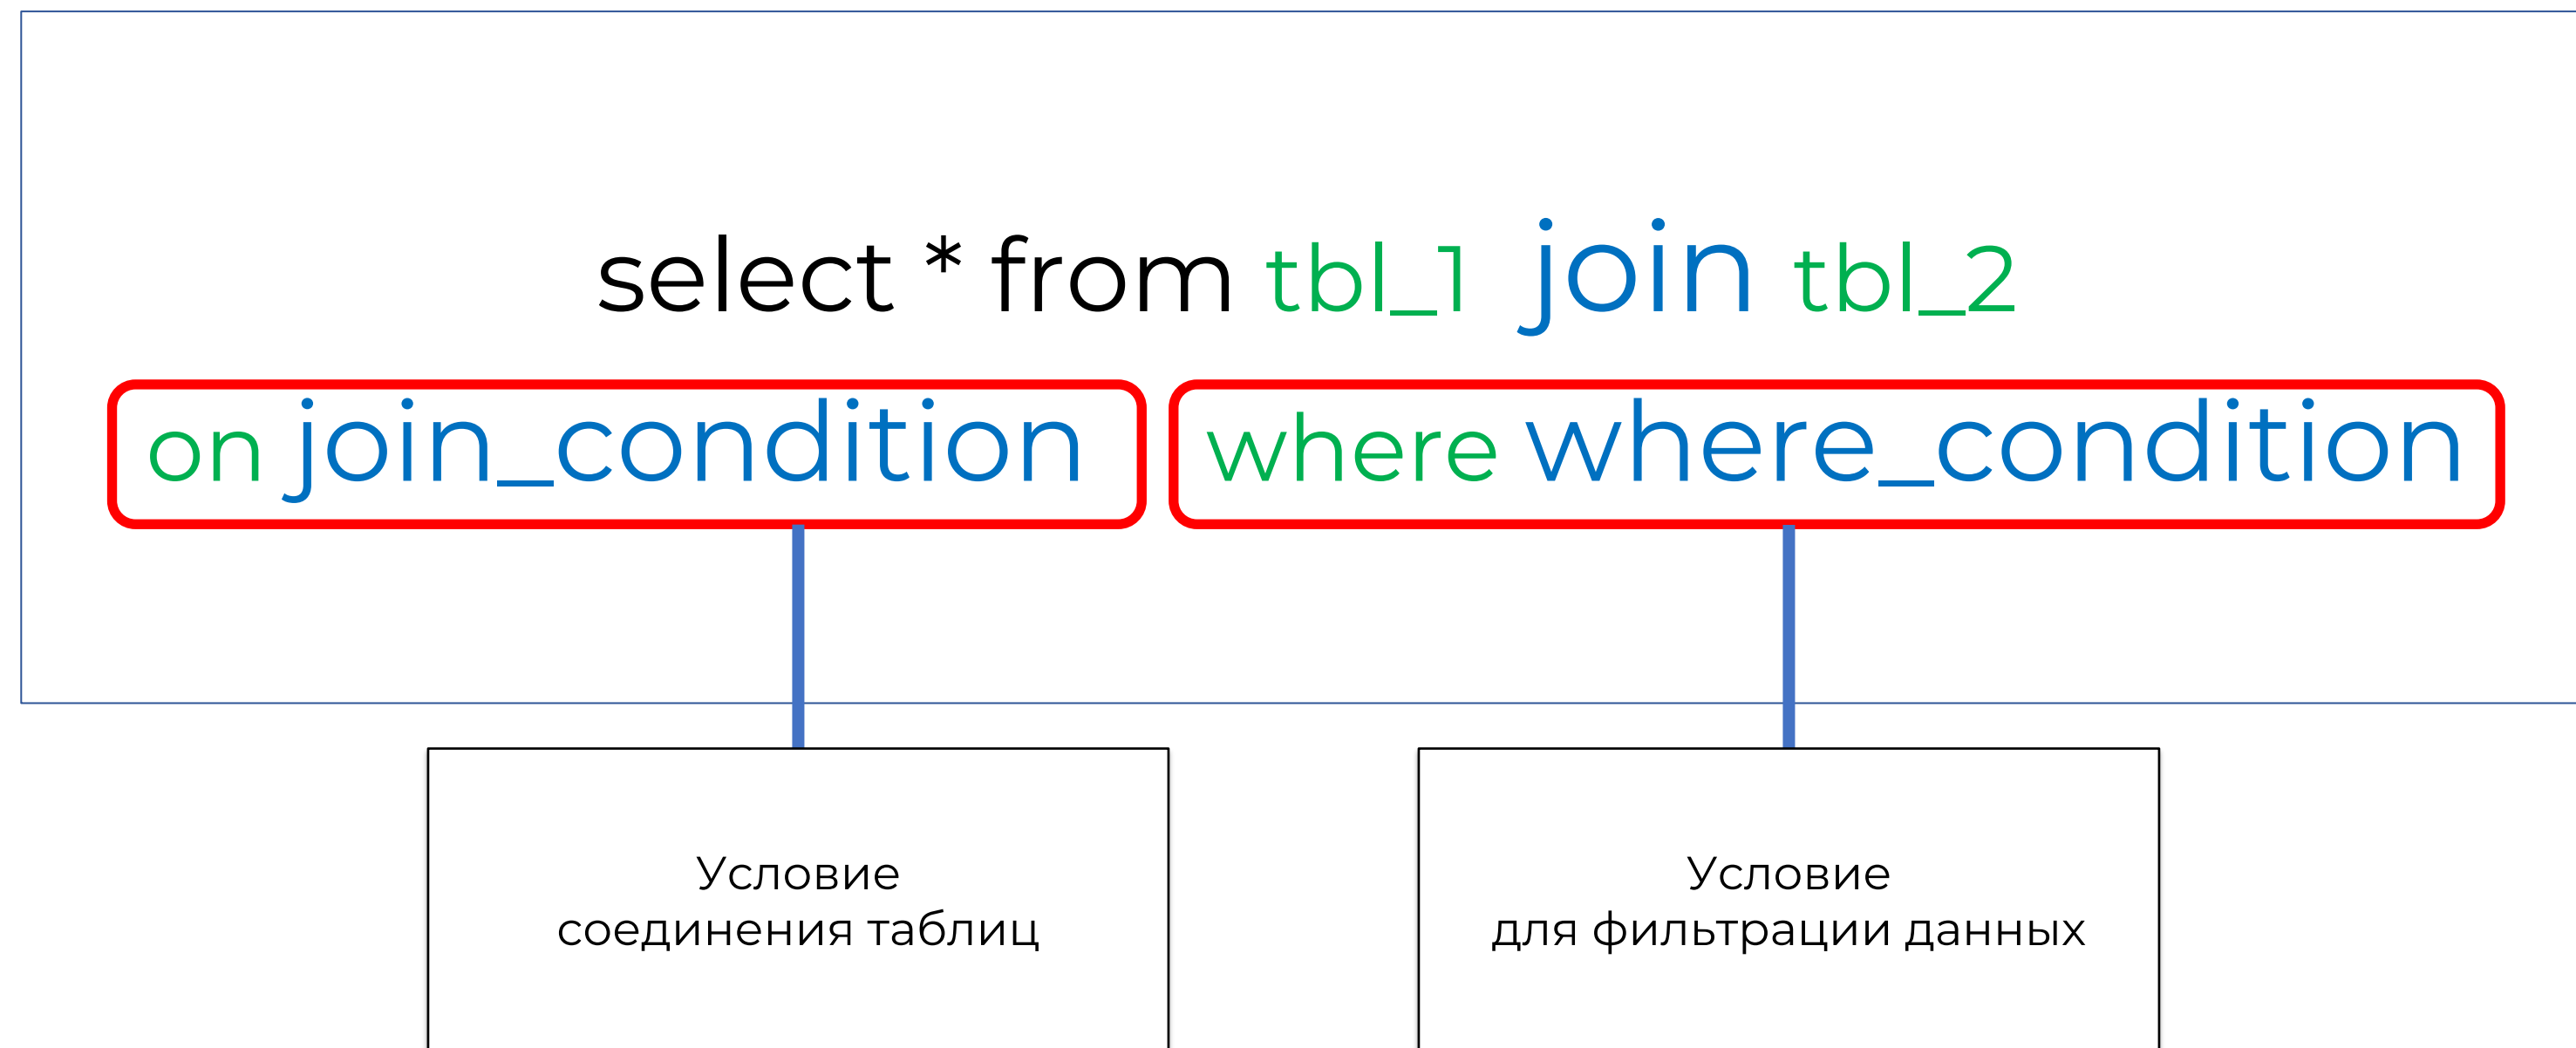 select * from tbl_1 join tbl_2
on join_condition where where_condition
Условие
соединения таблиц
Условие
для фильтрации данных